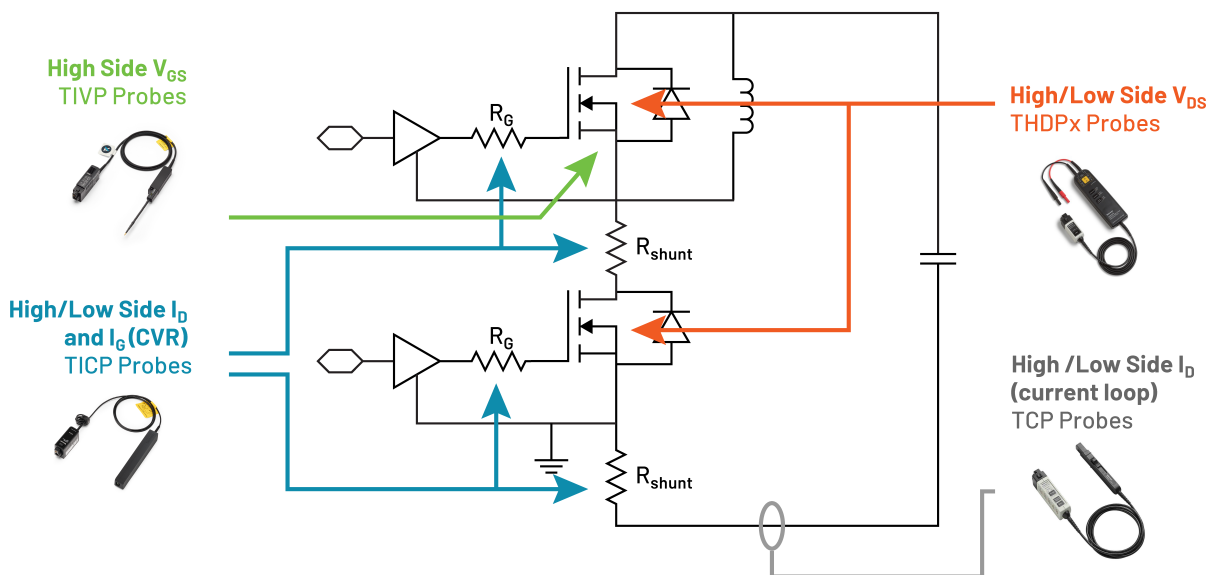 High Side VGS
TIVP Probes
High/Low Side ID
and IG (CVR)
TICP Probes
RG
Rshunt
RG
Rshunt
High/Low Side VDS
THDPx Probes
High /Low Side ID
(current loop)
TCP Probes